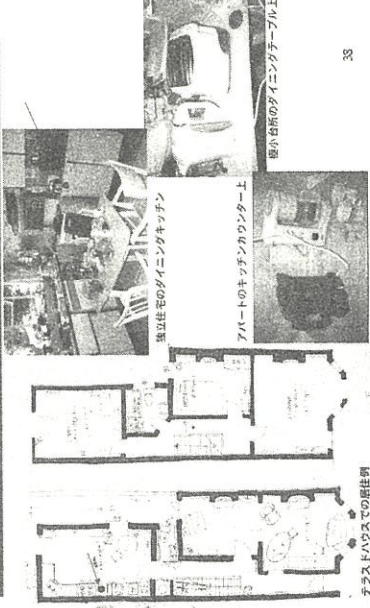 独立住宅のダイニングキッチン
極小台所のダイニングテーブル上
アパートのキッチンカウンター上
テラスドハウスでの居住例
38